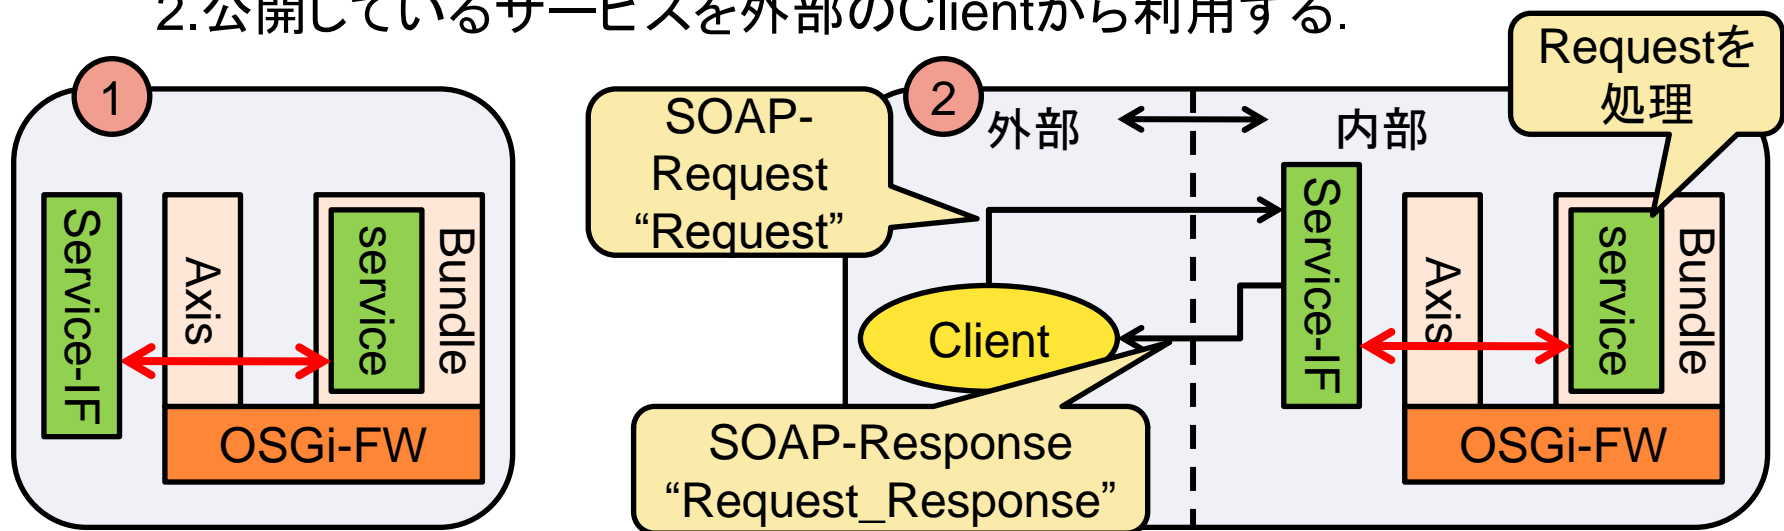 2.公開しているサービスを外部のClientから利用する.
1
Service-IF
Axis
service
Bundle
OSGi-FW
2
SOAP-
Request
“Request”
外部
内部
Requestを
処理
Client
Service-IF
Axis
service
Bundle
OSGi-FW
SOAP-Response
“Request_Response”